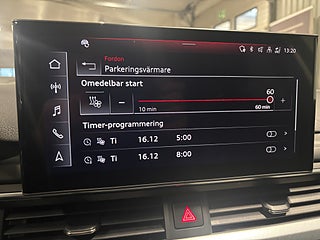 13:20
Fordon
Parkeringsvärmare
Omedelbar start
60
− +
10 min 60 min
Timer-programmering
Ti 16.12 5:00 >
Ti 16.12 8:00 >